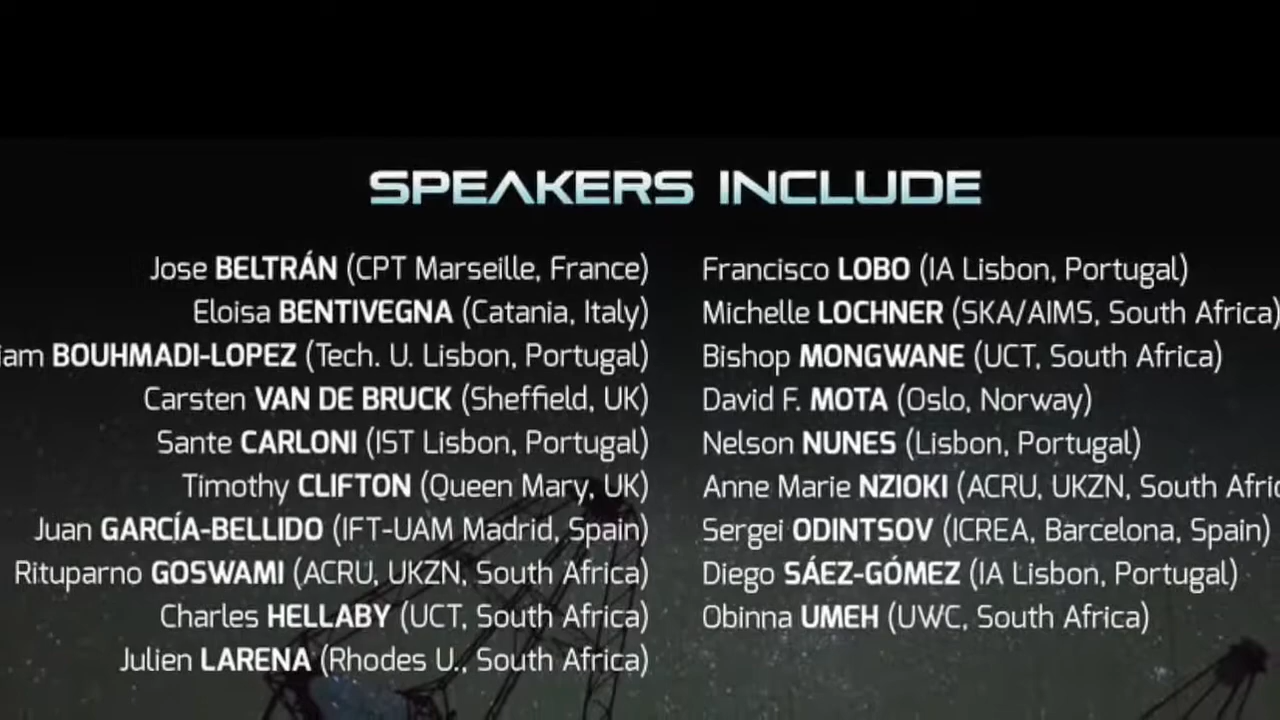 SPEAKERS INCLUDE
Jose BELTRÁN (CPT Marseille, France)
Eloisa BENTIVEGNA (Catania, Italy)
BOUHMADI-LOPEZ (Tech. U. Lisbon, Portugal)
Carsten VAN DE BRUCK (Sheffield, UK)
Sante CARLONI (IST Lisbon, Portugal)
Timothy CLIFTON (Queen Mary, UK)
Juan GARCÍA-BELLIDO (IFT-UAM Madrid, Spain)
Rituparno GOSWAMI (ACRU, UKZN, South Africa)
Charles HELLABY (UCT, South Africa)
Julien LARENA (Rhodes U., South Africa)
Francisco LOBO (IA Lisbon, Portugal)
Michelle LOCHNER (SKA/AIMS, South Africa)
Bishop MONGWANE (UCT, South Africa)
David F. MOTA (Oslo, Norway)
Nelson NUNES (Lisbon, Portugal)
Anne Marie NZIOKI (ACRU, UKZN, South
Sergei ODINTSOV (ICREA, Barcelona, Spain)
Diego SÁEZ-GÓMEZ (IA Lisbon, Portugal)
Obinna UMEH (UWC, South Africa)